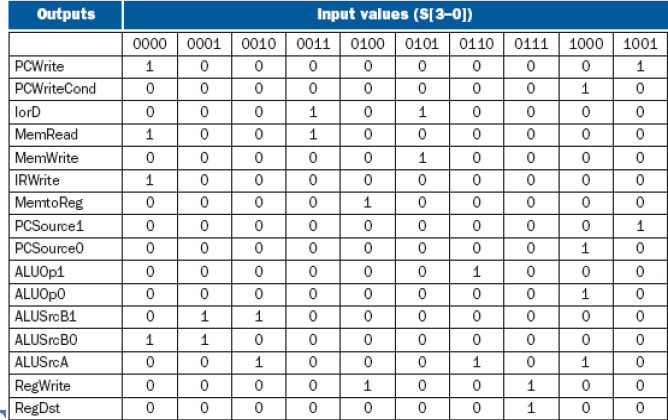 Outputs Input values (S[3–0])
0000 0001 0010 0011 0100 0101 0110 0111 1000 1001
PCWrite 1 0 0 0 0 0 0 0 0 1
PCWriteCond 0 0 0 0 0 0 0 0 1 0
IorD 0 0 0 1 0 1 0 0 0 0
MemRead 1 0 0 1 0 0 0 0 0 0
MemWrite 0 0 0 0 0 1 0 0 0 0
IRWrite 1 0 0 0 0 0 0 0 0 0
MemtoReg 0 0 0 0 1 0 0 0 0 0
PCSource1 0 0 0 0 0 0 0 0 0 1
PCSource0 0 0 0 0 0 0 0 0 1 0
ALUOp1 0 0 0 0 0 0 1 0 0 0
ALUOp0 0 0 0 0 0 0 0 0 1 0
ALUSrcB1 0 1 1 0 0 0 0 0 0 0
ALUSrcB0 1 1 0 0 0 0 0 0 0 0
ALUSrcA 0 0 1 0 0 0 1 0 1 0
RegWrite 0 0 0 0 1 0 0 1 0 0
RegDst 0 0 0 0 0 0 0 1 0 0